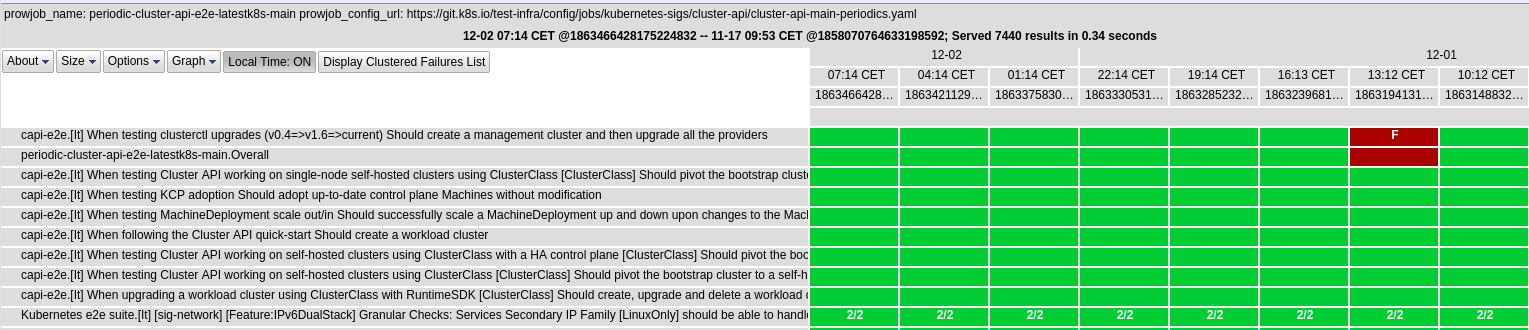 prowjob_name: periodic-cluster-api-e2e-latestk8s-main prowjob_config_url: https://git.k8s.io/test-infra/config/jobs/kubernetes-sigs/cluster-api/cluster-api-main-periodics.yaml
12-02 07:14 CET @1863466428175224832 -- 11-17 09:53 CET @1858070764633198592; Served 7440 results in 0.34 seconds
About Size Options Graph Local Time: ON Display Clustered Failures List
12-02 12-01
07:14 CET 04:14 CET 01:14 CET 22:14 CET 19:14 CET 16:13 CET 13:12 CET 10:12 CET
1863466428… 1863421129… 1863375830… 1863330531… 1863285232… 1863239681… 1863194131… 1863148832…
capi-e2e.[It] When testing clusterctl upgrades (v0.4=>v1.6=>current) Should create a management cluster and then upgrade all the providers F
periodic-cluster-api-e2e-latestk8s-main.Overall
capi-e2e.[It] When testing Cluster API working on single-node self-hosted clusters using ClusterClass [ClusterClass] Should pivot the bootstrap cluste
capi-e2e.[It] When testing KCP adoption Should adopt up-to-date control plane Machines without modification
capi-e2e.[It] When testing MachineDeployment scale out/in Should successfully scale a MachineDeployment up and down upon changes to the Macl
capi-e2e.[It] When following the Cluster API quick-start Should create a workload cluster
capi-e2e.[It] When testing Cluster API working on self-hosted clusters using ClusterClass with a HA control plane [ClusterClass] Should pivot the boo
capi-e2e.[It] When testing Cluster API working on self-hosted clusters using ClusterClass [ClusterClass] Should pivot the bootstrap cluster to a self-h
capi-e2e.[It] When upgrading a workload cluster using ClusterClass with RuntimeSDK [ClusterClass] Should create, upgrade and delete a workload c
Kubernetes e2e suite.[It] [sig-network] [Feature:IPv6DualStack] Granular Checks: Services Secondary IP Family [LinuxOnly] should be able to handle 2/2 2/2 2/2 2/2 2/2 2/2 2/2 2/2